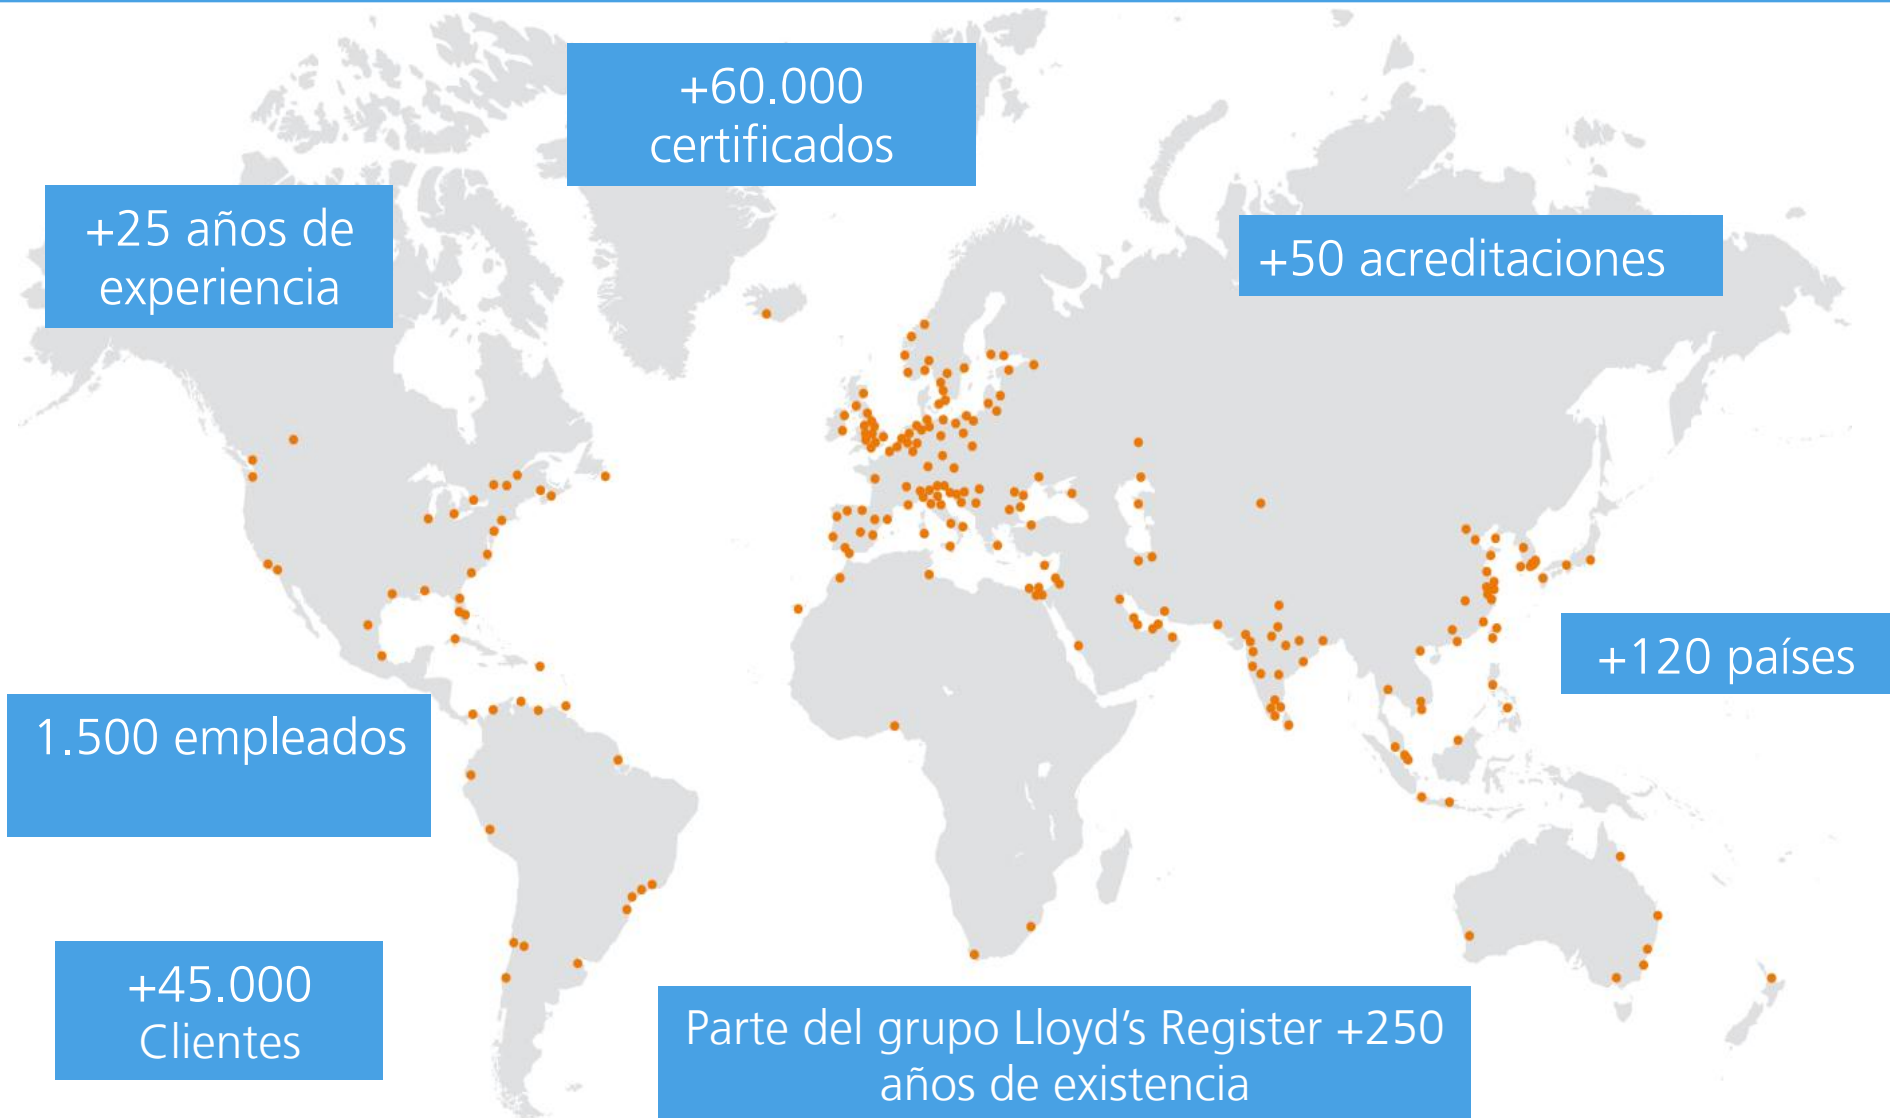 +60.000
certificados
+25 años de
experiencia
+50 acreditaciones
+120 países
1.500 empleados
+45.000
Clientes
Parte del grupo Lloyd’s Register +250
años de existencia